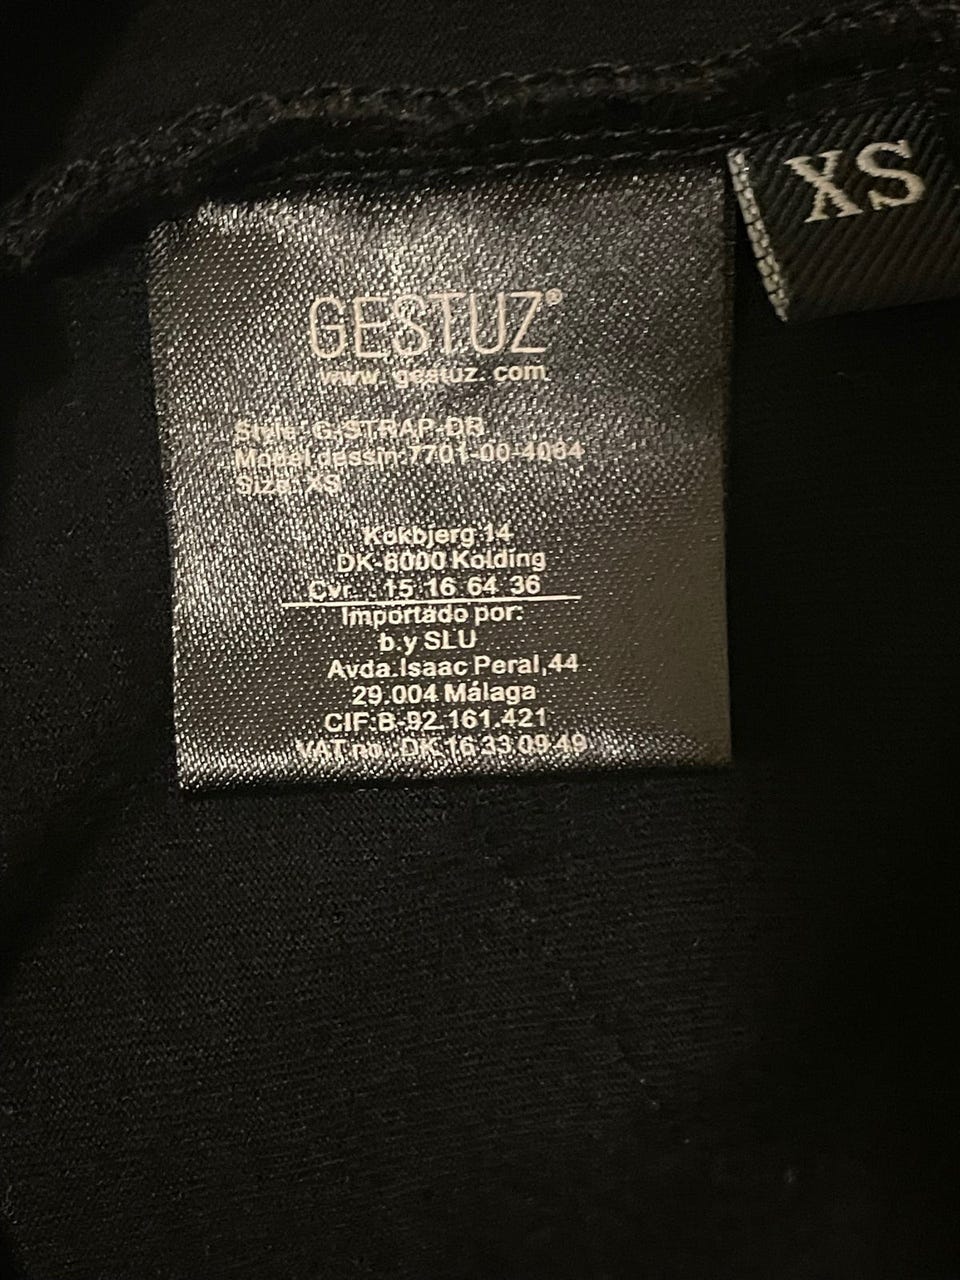 XS
GESTUZ®
www. gestuz. com
Style: G-STRAP-DR
Model dessin:7701-00-4064
Size: XS
Kokbjerg 14
DK-6000 Kolding
Cvr. : 15 16 64 36
Importado por:
b.y SLU
Avda.Isaac Peral,44
29.004 Málaga
CIF:B-92.161.421
VAT no.:DK 16 33 09 49